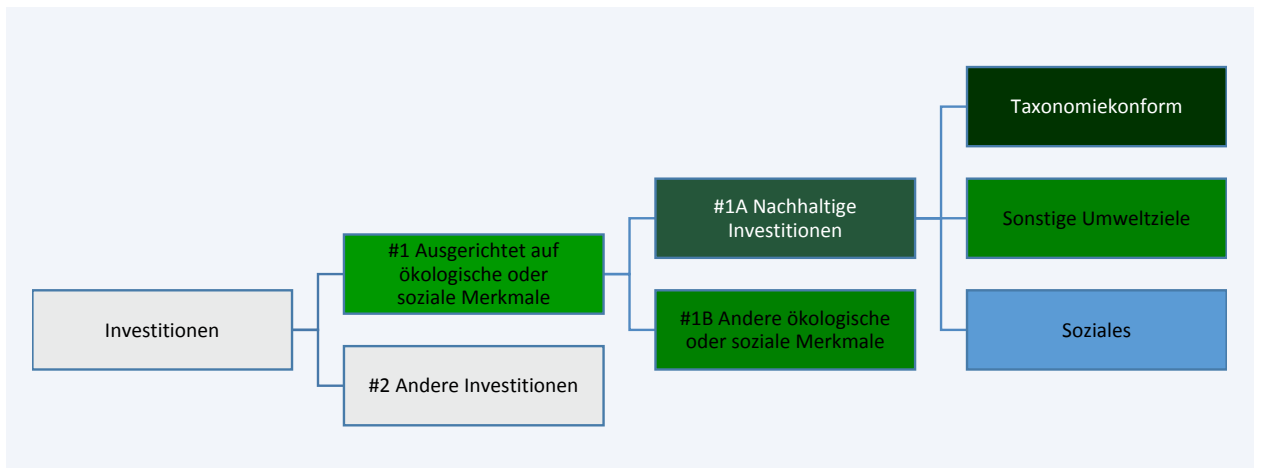 Investitionen
#1 Ausgerichtet auf
ökologische oder
soziale Merkmale
#2 Andere Investitionen
#1A Nachhaltige
Investitionen
#1B Andere ökologische
oder soziale Merkmale
Taxonomiekonform
Sonstige Umweltziele
Soziales